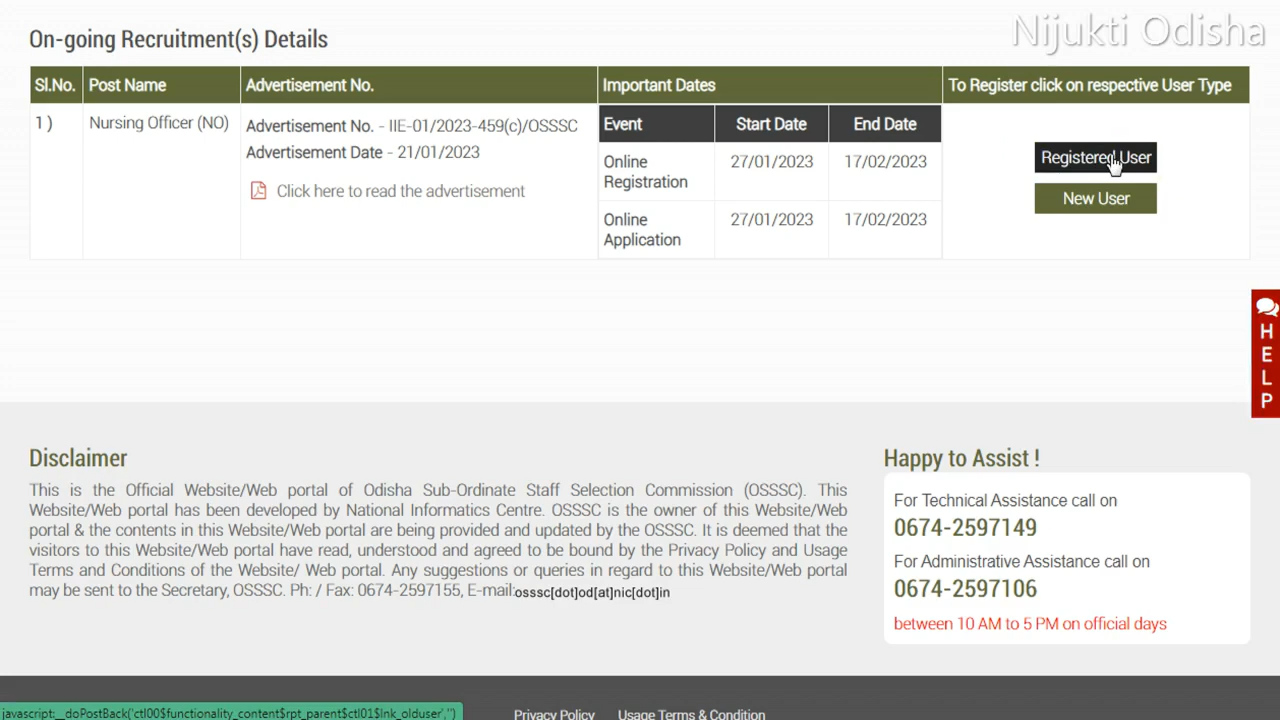 Nijukti Odisha
On-going Recruitment(s) Details
Sl.No. Post Name Advertisement No. Important Dates To Register click on respective User Type
1 ) Nursing Officer (NO)
Advertisement No. - IIE-01/2023-459(c)/OSSSC
Advertisement Date - 21/01/2023
Click here to read the advertisement
Event Start Date End Date
Online Registration 27/01/2023 17/02/2023
Online Application 27/01/2023 17/02/2023
Registered User
New User
HELP
Disclaimer
This is the Official Website/Web portal of Odisha Sub-Ordinate Staff Selection Commission (OSSSC). This
Website/Web portal has been developed by National Informatics Centre. OSSSC is the owner of this Website/Web
portal & the contents in this Website/Web portal are being provided and updated by the OSSSC. It is deemed that the
visitors to this Website/Web portal have read, understood and agreed to be bound by the Privacy Policy and Usage
Terms and Conditions of the Website/ Web portal. Any suggestions or queries in regard to this Website/Web portal
may be sent to the Secretary, OSSSC. Ph: / Fax: 0674-2597155, E-mail:osssc[dot]od[at]nic[dot]in
Happy to Assist !
For Technical Assistance call on
0674-2597149
For Administrative Assistance call on
0674-2597106
between 10 AM to 5 PM on official days
javascript:__doPostBack('ctl00$functionality_content$rpt_parent$ctl01$lnk_olduser','')
Privacy Policy Usage Terms & Condition